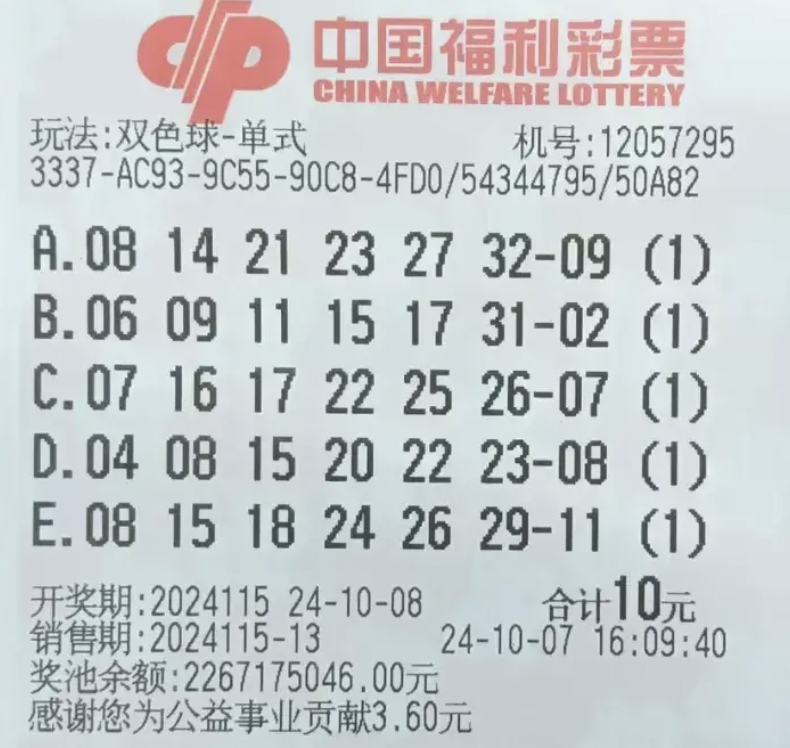 中国福利彩票
CHINA WELFARE LOTTERY
玩法:双色球-单式 机号:12057295
3337-AC93-9C55-90C8-4FD0/54344795/50A82
A.08 14 21 23 27 32-09 (1)
B.06 09 11 15 17 31-02 (1)
C.07 16 17 22 25 26-07 (1)
D.04 08 15 20 22 23-08 (1)
E.08 15 18 24 26 29-11 (1)
开奖期:2024115 24-10-08 合计10元
销售期:2024115-13 24-10-07 16:09:40
奖池余额:2267175046.00元
感谢您为公益事业贡献3.60元